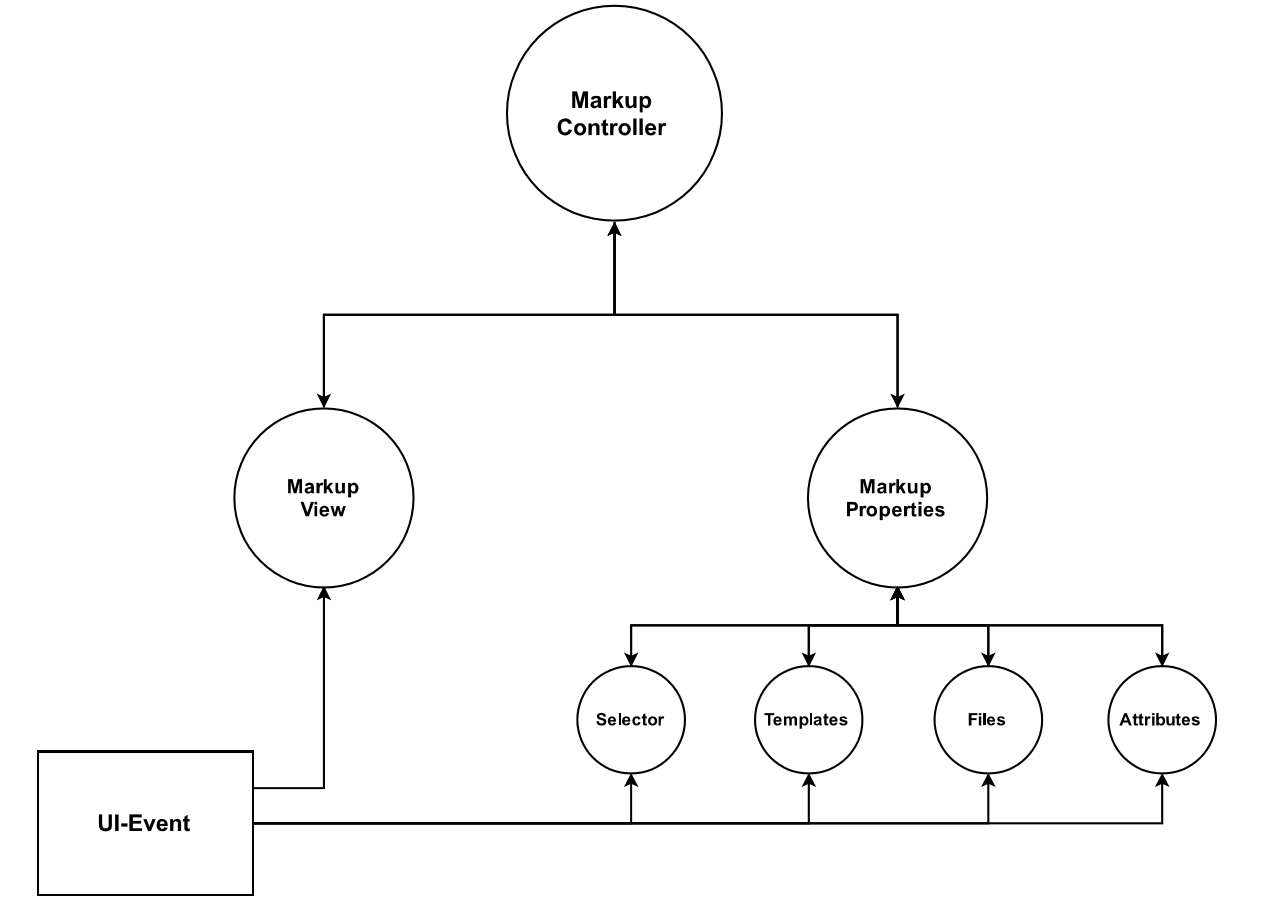 Markup
Controller
Markup
View
Markup
Properties
Selector
Templates
Files
Attributes
UI-Event